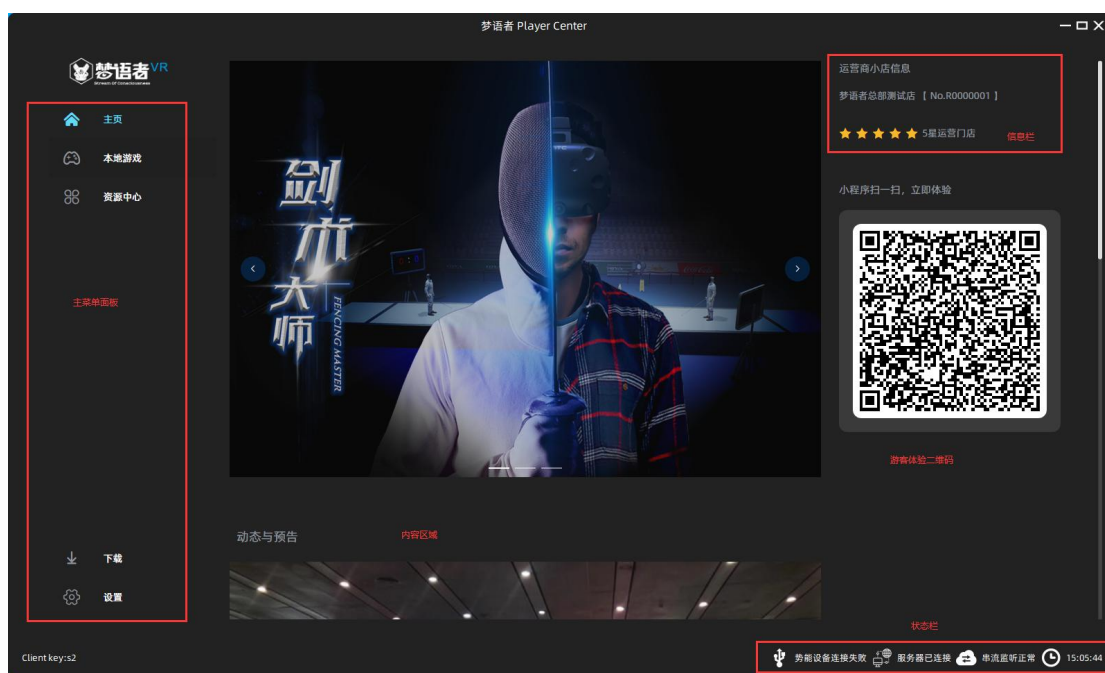 梦语者 Player Center
梦语者VR
Stream of Consciousness
主页
本地游戏
资源中心
主菜单面板
下载
设置
剑术大师
FENCING MASTER
动态与预告
内容区域
运营商小店信息
梦语者总部测试店 【 No.R0000001 】
5星运营门店
信息栏
小程序扫一扫，立即体验
游客体验二维码
状态栏
Client key:s2
势能设备连接失败
服务器已连接
串流监听正常
15:05:44